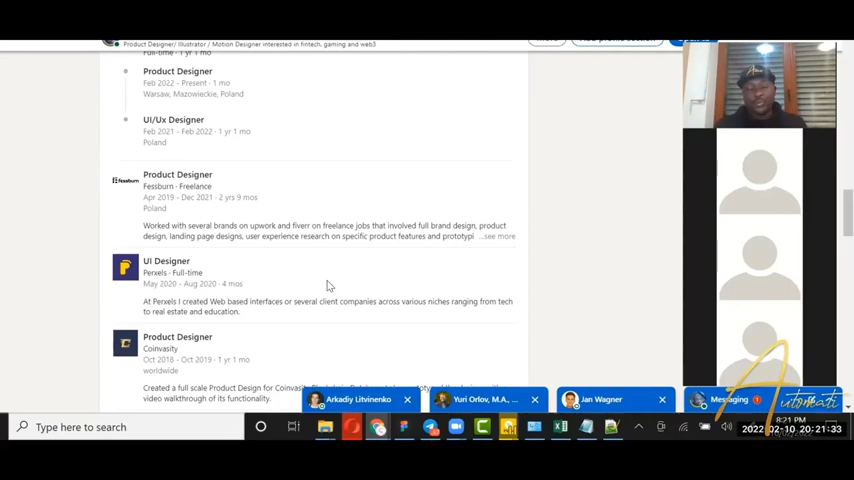 Product Designer/ Illustrator / Motion Designer interested in fintech, gaming and web3
Full-time · 1 yr 1 mo
Product Designer
Feb 2022 - Present · 1 mo
Warsaw, Mazowieckie, Poland
UI/Ux Designer
Feb 2021 - Feb 2022 · 1 yr 1 mo
Poland
fessburn
Product Designer
Fessburn · Freelance
Apr 2019 - Dec 2021 · 2 yrs 9 mos
Poland
Worked with several brands on upwork and fiverr on freelance jobs that involved full brand design, product
design, landing page designs, user experience research on specific product features and prototypi ...see more
UI Designer
Perxels · Full-time
May 2020 - Aug 2020 · 4 mos
At Perxels I created Web based interfaces or several client companies across various niches ranging from tech
to real estate and education.
Product Designer
Coinvasity
Oct 2018 - Oct 2019 · 1 yr 1 mo
worldwide
Created a full scale Product Design for Coinvasity
video walkthrough of its functionality.
Arkadiy Litvinenko
Yuri Orlov, M.A., ...
Jan Wagner
Messaging
Automati
Type here to search
8:21 PM
2022-02-10 20:21:33